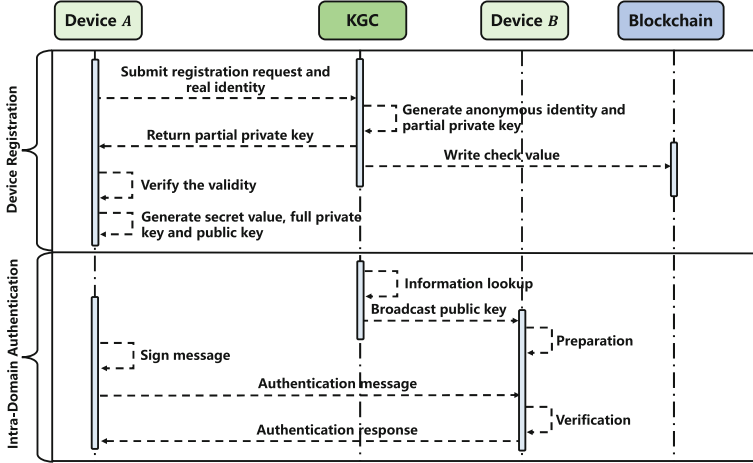 Device A
KGC
Device B
Blockchain
Device Registration
Submit registration request and
real identity
Generate anonymous identity and
partial private key
Return partial private key
Write check value
Verify the validity
Generate secret value, full private
key and public key
Intra-Domain Authentication
Information lookup
Broadcast public key
Preparation
Sign message
Authentication message
Verification
Authentication response